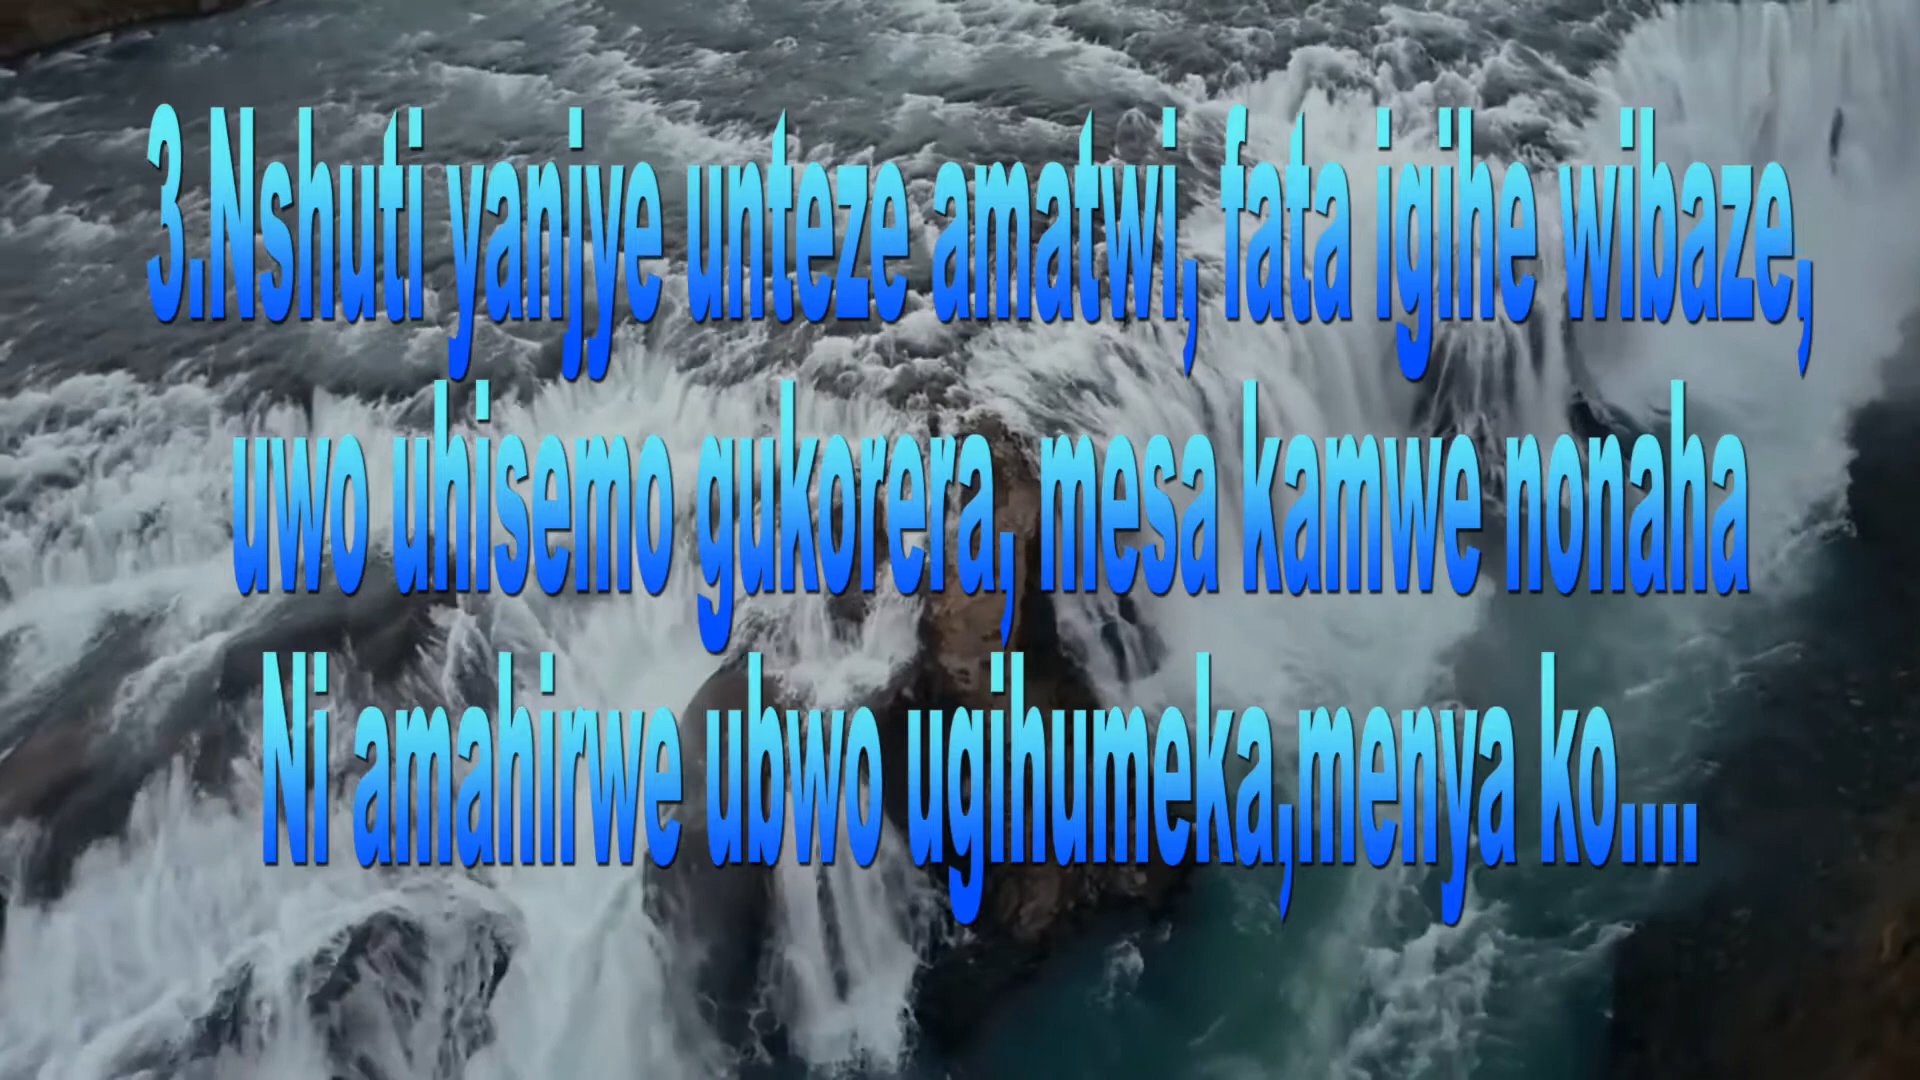 3.Nshuti yanjye unteze amatwi, fata igihe wibaze,
uwo uhisemo gukorera, mesa kamwe nonaha
Ni amahirwe ubwo ugihumeka,menya ko....